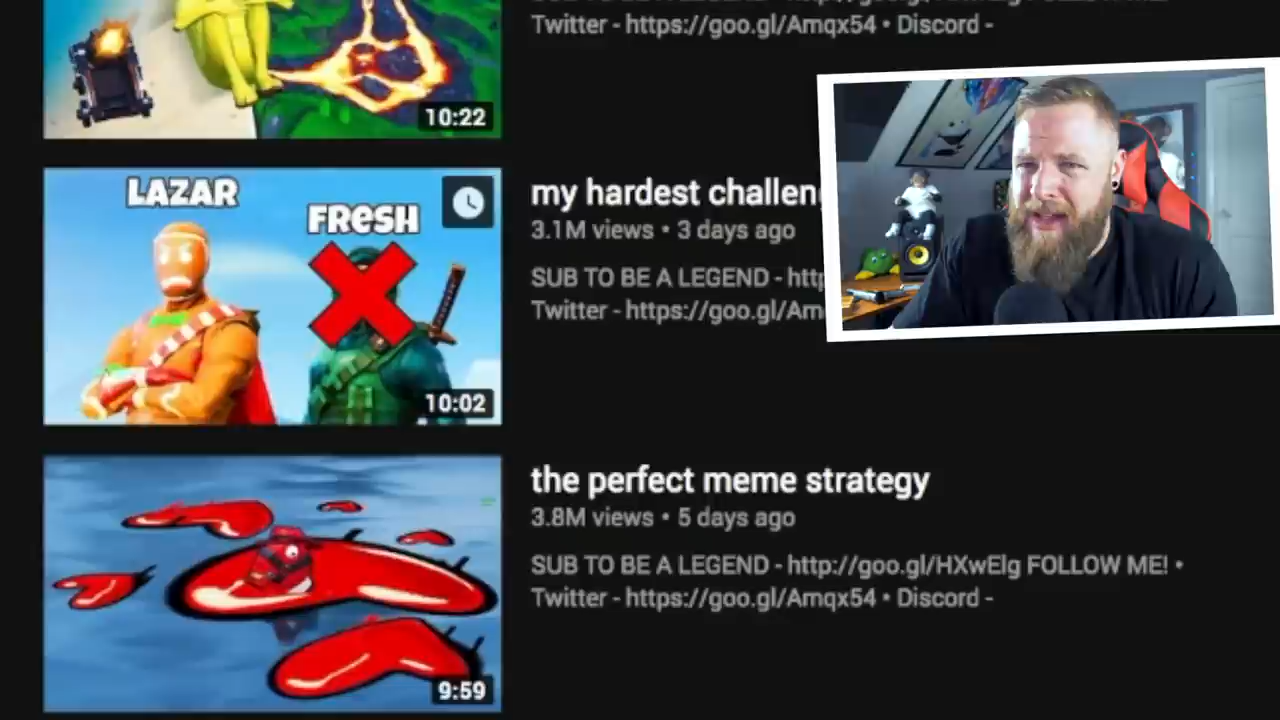 Twitter - https://goo.gl/Amqx54 • Discord -
10:22
LAZAR
FRESH
10:02
my hardest challen
3.1M views • 3 days ago
SUB TO BE A LEGEND - http
Twitter - https://goo.gl/Am
9:59
the perfect meme strategy
3.8M views • 5 days ago
SUB TO BE A LEGEND - http://goo.gl/HXwElg FOLLOW ME! •
Twitter - https://goo.gl/Amqx54 • Discord -